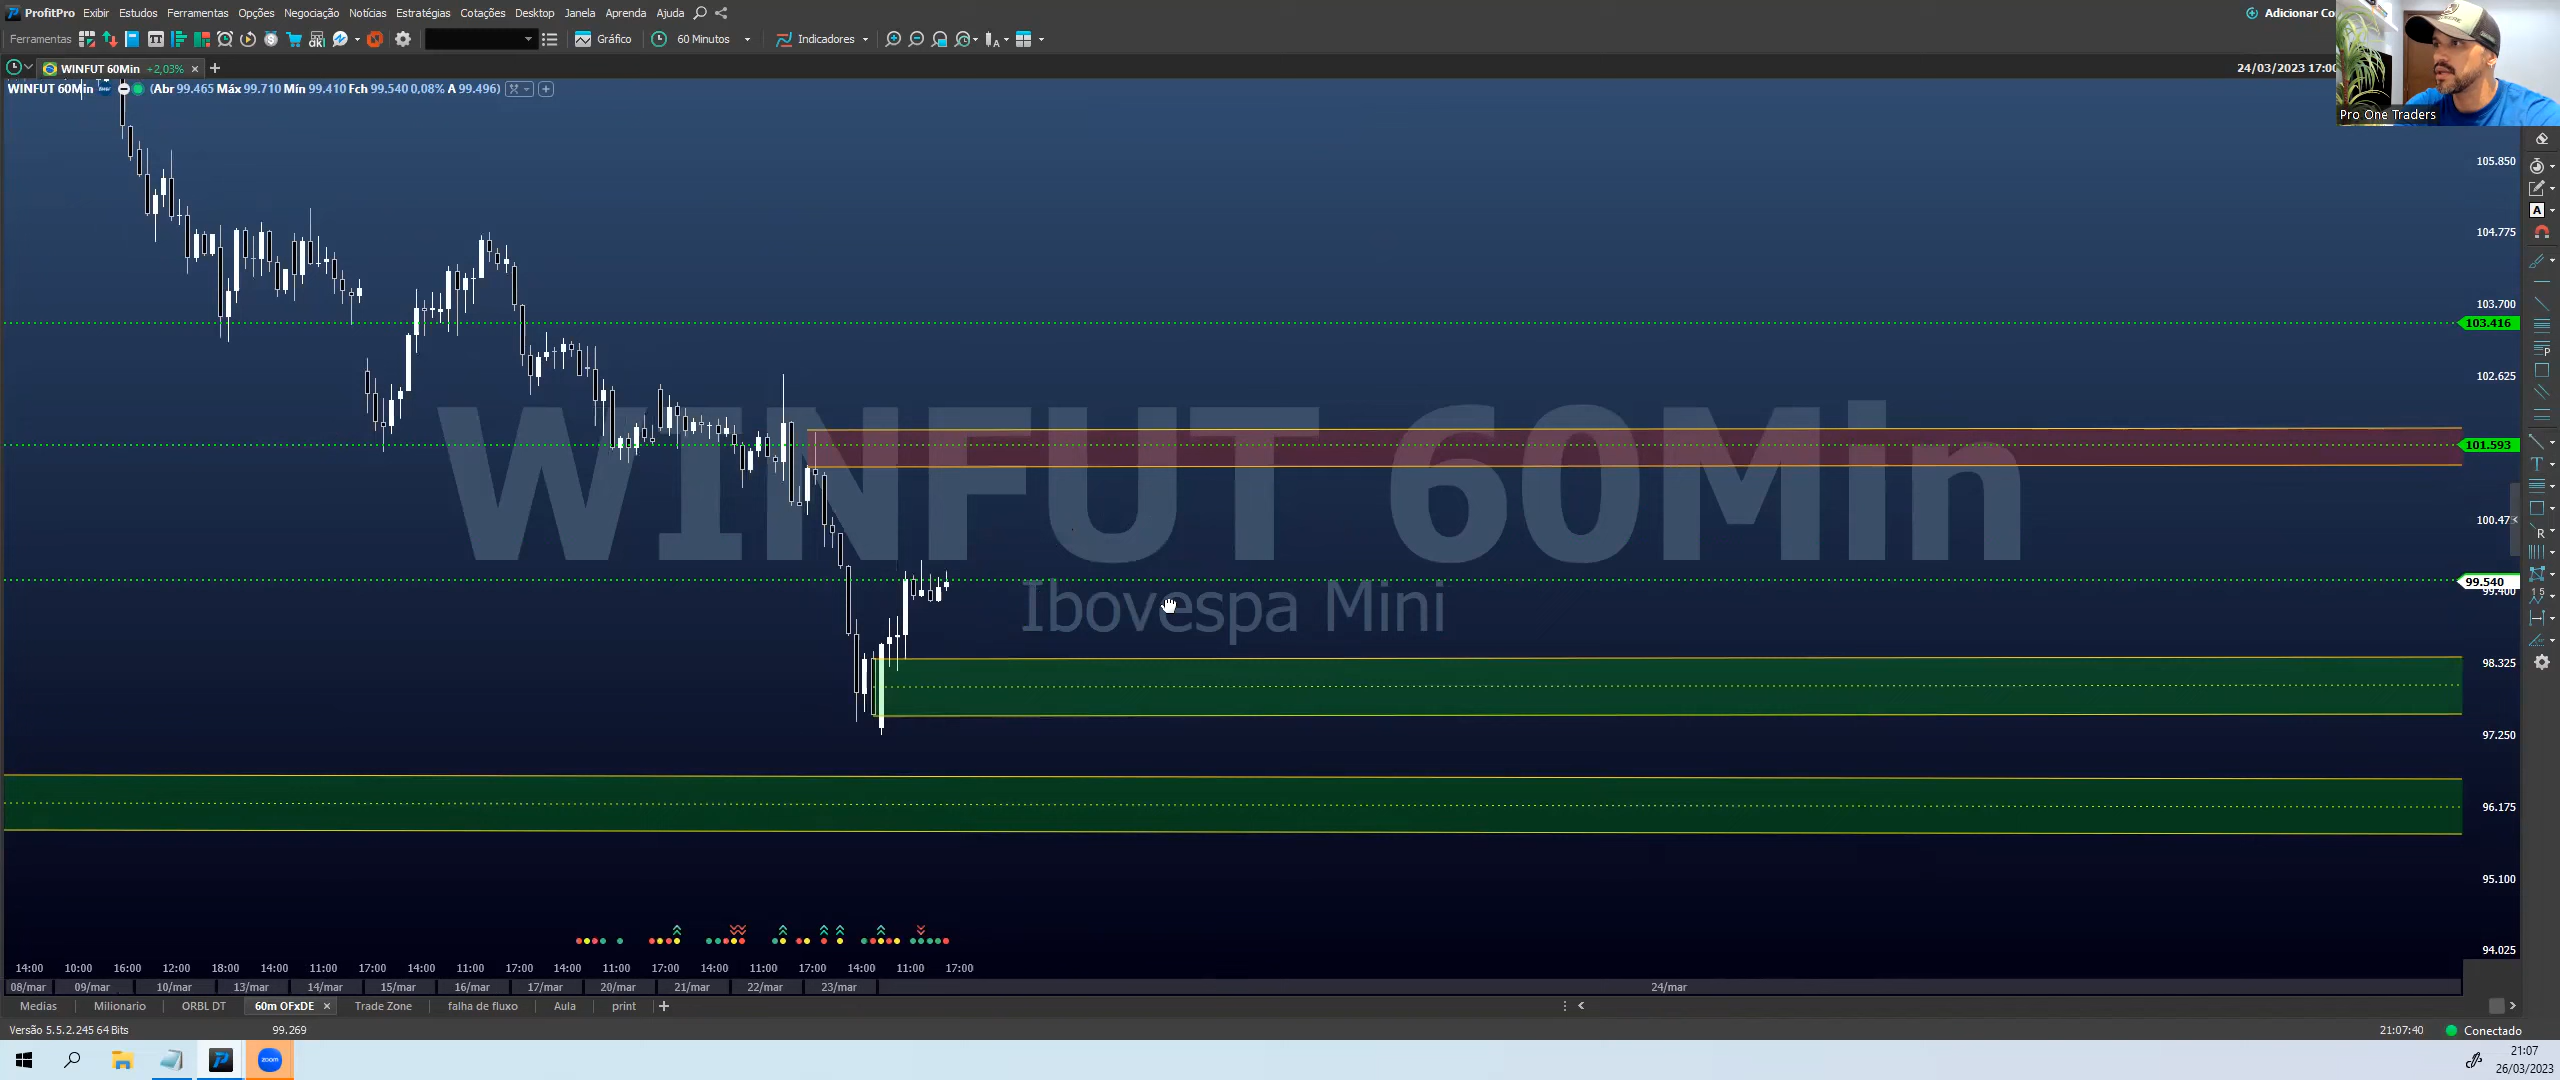 ProfitPro Exibir Estudos Ferramentas Opções Negociação Notícias Estratégias Cotações Desktop Janela Aprenda Ajuda
Adicionar Co
Ferramentas
Gráfico
60 Minutos
Indicadores
WINFUT 60Min +2,03%
24/03/2023 17:00
WINFUT 60Min (Abr 99.465 Máx 99.710 Mín 99.410 Fch 99.540 0,08% A 99.496)
Pro One Traders
105.850
104.775
103.700
103.416
102.625
101.593
100.47
99.540
99.400
98.325
97.250
96.175
95.100
94.025
WINFUT 60Min
Ibovespa Mini
14:00 10:00 16:00 12:00 18:00 14:00 11:00 17:00 14:00 11:00 17:00 14:00 11:00 17:00 14:00 11:00 17:00 14:00 11:00 17:00
08/mar 09/mar 10/mar 13/mar 14/mar 15/mar 16/mar 17/mar 20/mar 21/mar 22/mar 23/mar 24/mar
Medias Milionario ORBL DT 60m OFxDE Trade Zone falha de fluxo Aula print
Versão 5.5.2.245 64 Bits 99.269 21:07:40 Conectado
zoom
21:07
26/03/2023